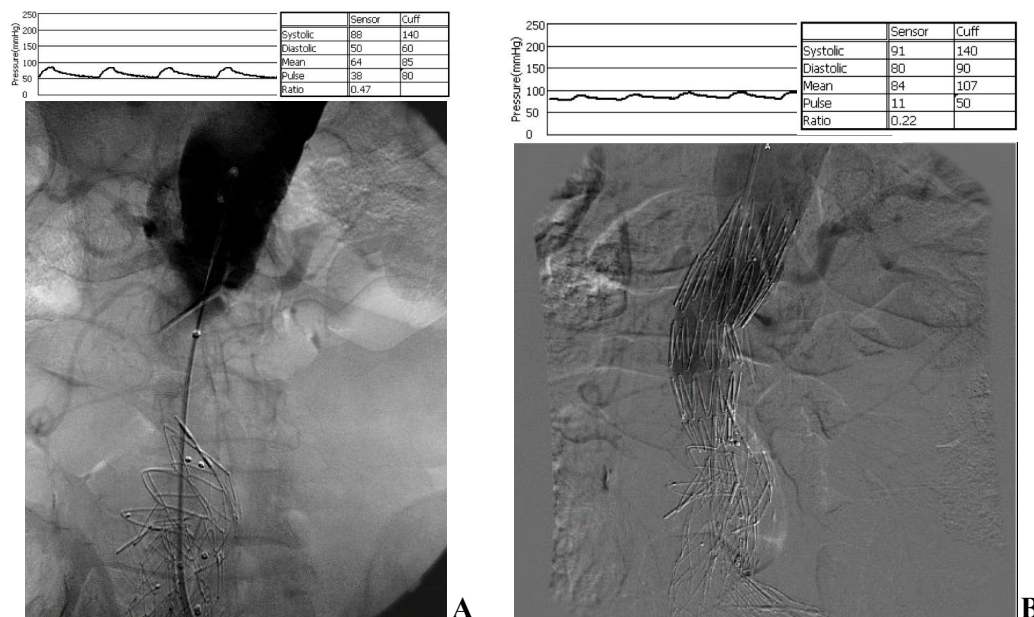 Pressure(mmHg)
250
200
150
100
50
0
Sensor Cuff
Systolic 88 140
Diastolic 50 60
Mean 64 85
Pulse 38 80
Ratio 0.47
A
Pressure(mmHg)
250
200
150
100
50
0
Sensor Cuff
Systolic 91 140
Diastolic 80 90
Mean 84 107
Pulse 11 50
Ratio 0.22
A
B